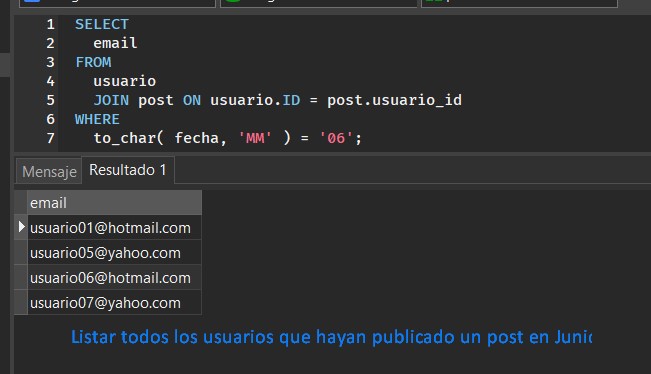 1 SELECT
2 email
3 FROM
4 usuario
5 JOIN post ON usuario.ID = post.usuario_id
6 WHERE
7 to_char( fecha, 'MM' ) = '06';
Mensaje Resultado 1
email
usuario01@hotmail.com
usuario05@yahoo.com
usuario06@hotmail.com
usuario07@yahoo.com
Listar todos los usuarios que hayan publicado un post en Junio